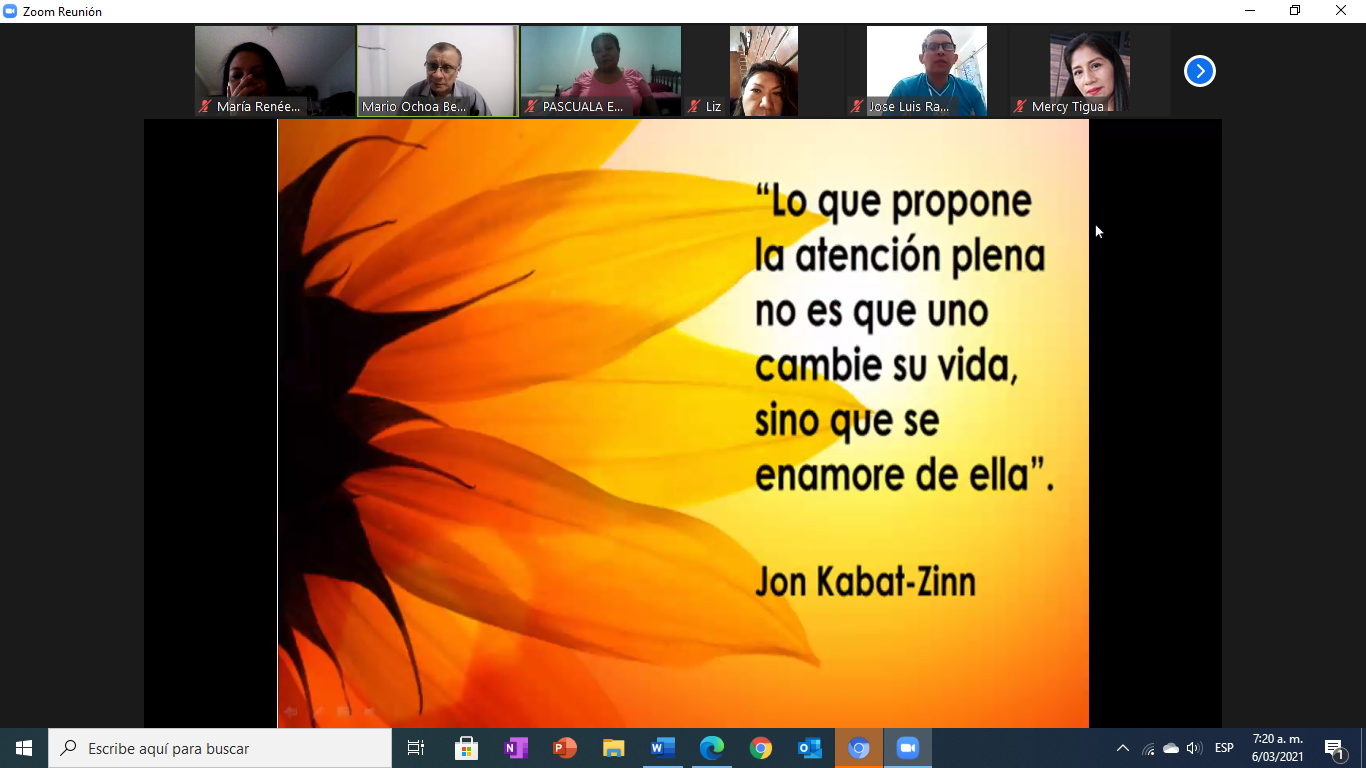 Zoom Reunión
María Renée...
Mario Ochoa Be...
PASCUALA E...
Liz
Jose Luis Ra...
Mercy Tigua
“Lo que propone
la atención plena
no es que uno
cambie su vida,
sino que se
enamore de ella”.
Jon Kabat-Zinn
Escribe aquí para buscar
ESP
7:20 a. m.
6/03/2021
1